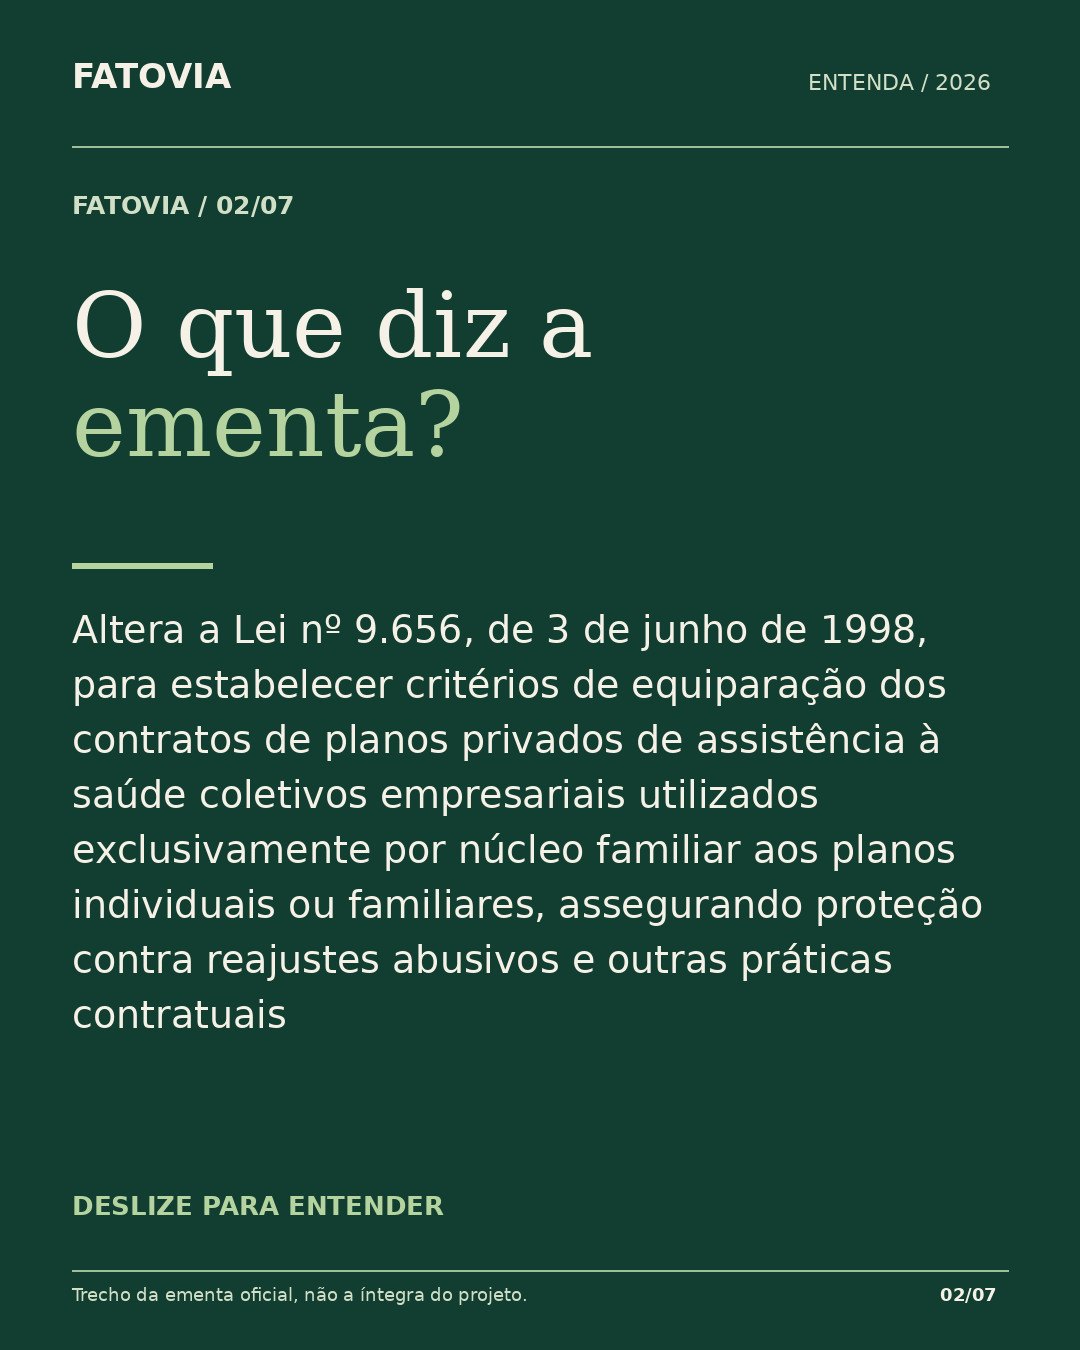 FATOVIA
ENTENDA / 2026
FATOVIA / 02/07
O que diz a
ementa?
Altera a Lei nº 9.656, de 3 de junho de 1998,
para estabelecer critérios de equiparação dos
contratos de planos privados de assistência à
saúde coletivos empresariais utilizados
exclusivamente por núcleo familiar aos planos
individuais ou familiares, assegurando proteção
contra reajustes abusivos e outras práticas
contratuais
DESLIZE PARA ENTENDER
Trecho da ementa oficial, não a íntegra do projeto.
02/07